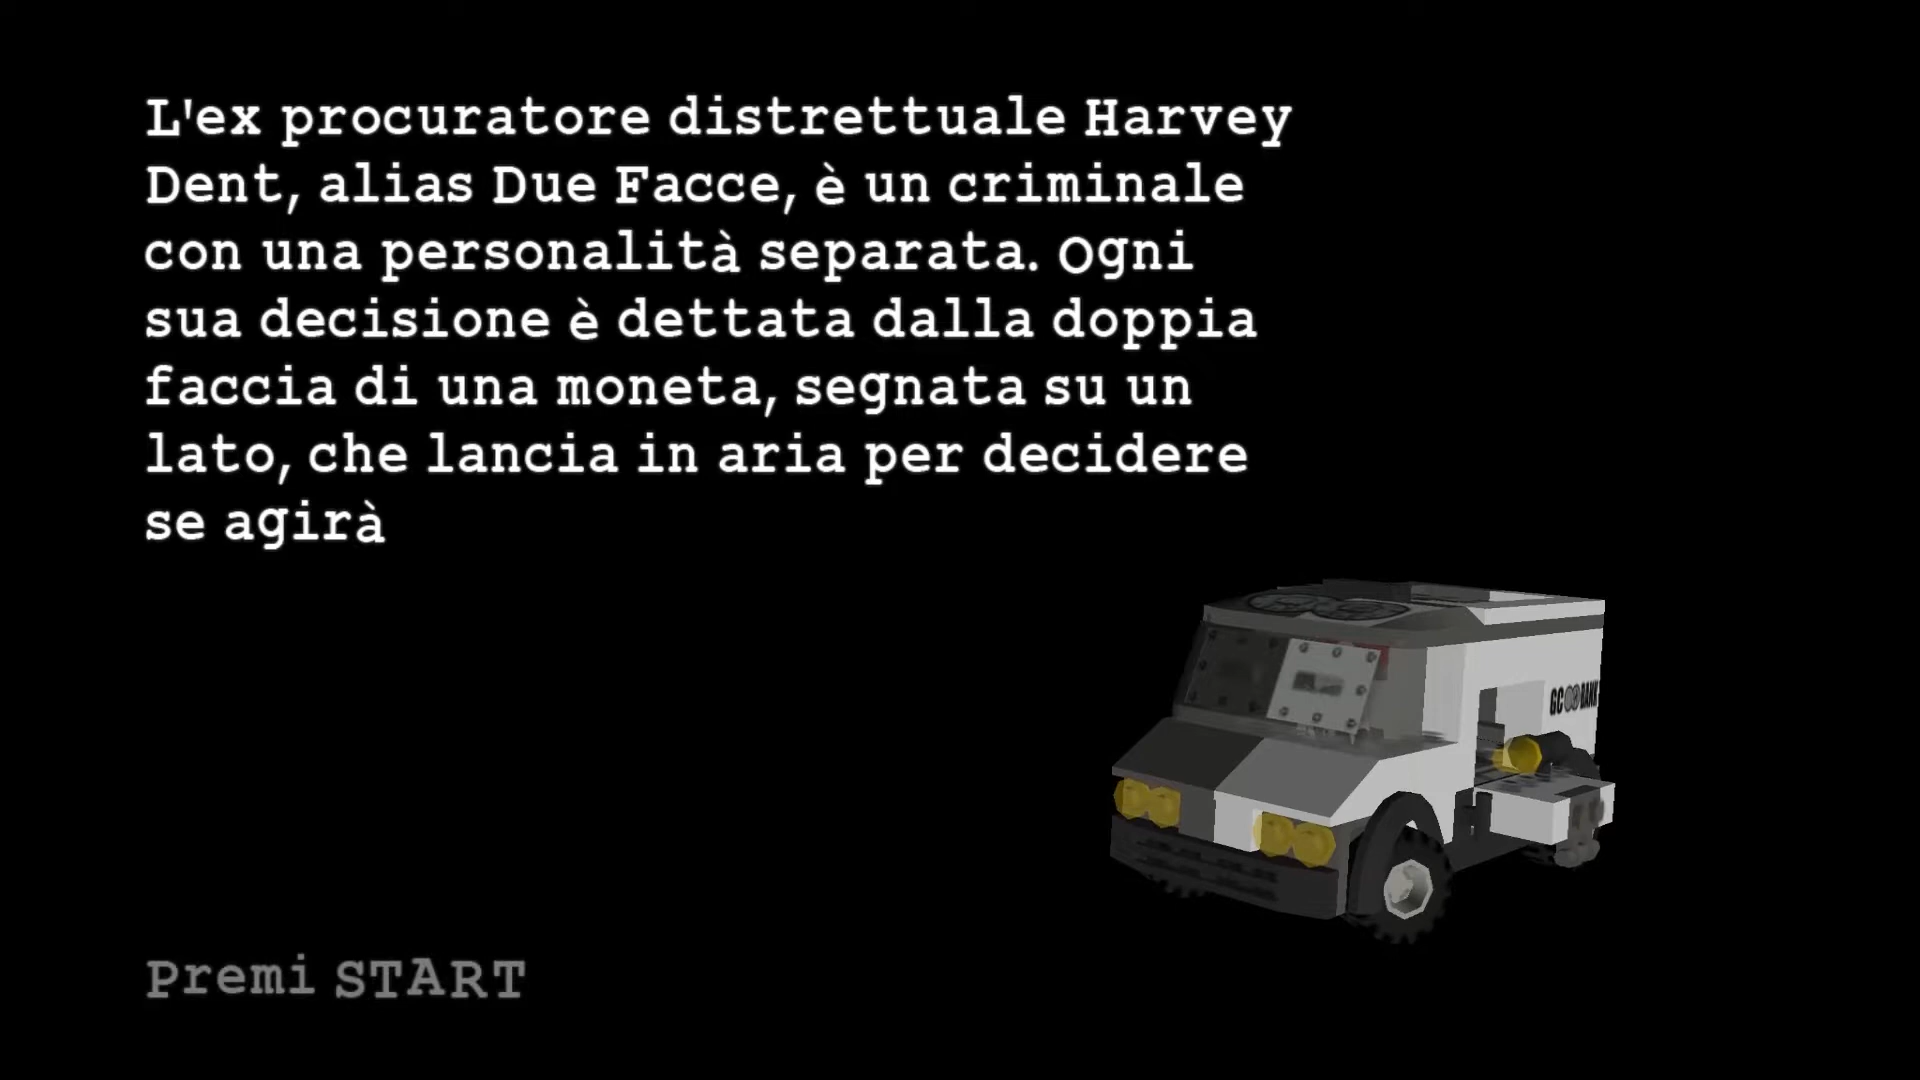 L'ex procuratore distrettuale Harvey
Dent, alias Due Facce, è un criminale
con una personalità separata. Ogni
sua decisione è dettata dalla doppia
faccia di una moneta, segnata su un
lato, che lancia in aria per decidere
se agirà
GC BANK
Premi START